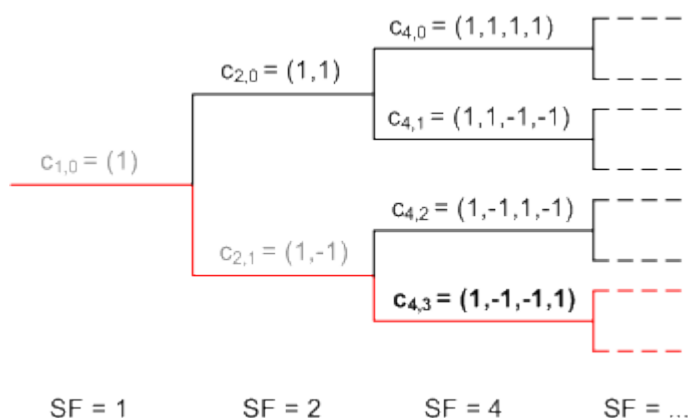 c4,0 = (1,1,1,1)
c2,0 = (1,1)
c4,1 = (1,1,-1,-1)
c1,0 = (1)
c4,2 = (1,-1,1,-1)
c2,1 = (1,-1)
c4,3 = (1,-1,-1,1)
SF = 1 SF = 2 SF = 4 SF = ...